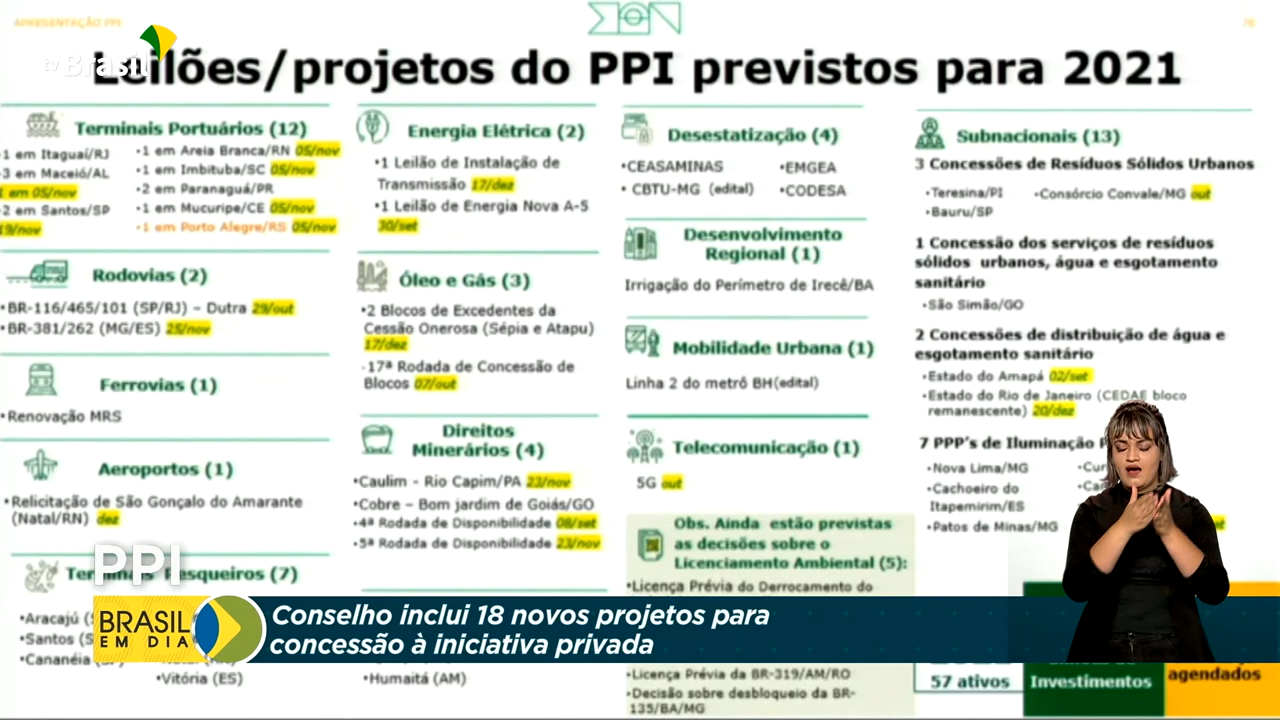 APRESENTAÇÃO PPI
tv Brasil
Leilões/projetos do PPI previstos para 2021
Terminais Portuários (12)
1 em Itaguaí/RJ
3 em Maceió/AL
1 em 05/nov
2 em Santos/SP
19/nov
•1 em Areia Branca/RN 05/nov
•1 em Imbituba/SC 05/nov
•2 em Paranaguá/PR
•1 em Mucuripe/CE 05/nov
•1 em Porto Alegre/RS 05/nov
Rodovias (2)
•BR-116/465/101 (SP/RJ) – Dutra 29/out
•BR-381/262 (MG/ES) 25/nov
Ferrovias (1)
•Renovação MRS
Aeroportos (1)
•Relicitação de São Gonçalo do Amarante
(Natal/RN) dez
Pesqueiros (7)
•Aracajú
•Santos
•Cananéia
•Vitória (ES)
Energia Elétrica (2)
•1 Leilão de Instalação de
Transmissão 17/dez
•1 Leilão de Energia Nova A-5
30/set
Óleo e Gás (3)
•2 Blocos de Excedentes da
Cessão Onerosa (Sépia e Atapu)
17/dez
•17ª Rodada de Concessão de
Blocos 07/out
Direitos
Minerários (4)
•Caulim - Rio Capim/PA 23/nov
•Cobre – Bom jardim de Goiás/GO
•4ª Rodada de Disponibilidade 08/set
•5ª Rodada de Disponibilidade 23/nov
•Humaitá (AM)
Desestatização (4)
•CEASAMINAS
• CBTU-MG (edital)
•EMGEA
•CODESA
Desenvolvimento
Regional (1)
Irrigação do Perímetro de Irecê/BA
Mobilidade Urbana (1)
Linha 2 do metrô BH(edital)
Telecomunicação (1)
5G out
Obs. Ainda estão previstas
as decisões sobre o
Licenciamento Ambiental (5):
•Licença Prévia do Derrocamento do
•Licença Prévia da BR-319/AM/RO
•Decisão sobre desbloqueio da BR-
135/BA/MG
Subnacionais (13)
3 Concessões de Resíduos Sólidos Urbanos
•Teresina/PI
•Bauru/SP
•Consórcio Convale/MG out
1 Concessão dos serviços de resíduos
sólidos urbanos, água e esgotamento
sanitário
•São Simão/GO
2 Concessões de distribuição de água e
esgotamento sanitário
•Estado do Amapá 02/set
•Estado do Rio de Janeiro (CEDAE bloco
remanescente) 20/dez
7 PPP's de Iluminação
•Nova Lima/MG
•Cachoeiro do
Itapemirim/ES
•Patos de Minas/MG
57 ativos
Investimentos
agendados
PPI
BRASIL
EM DIA
Conselho inclui 18 novos projetos para
concessão à iniciativa privada